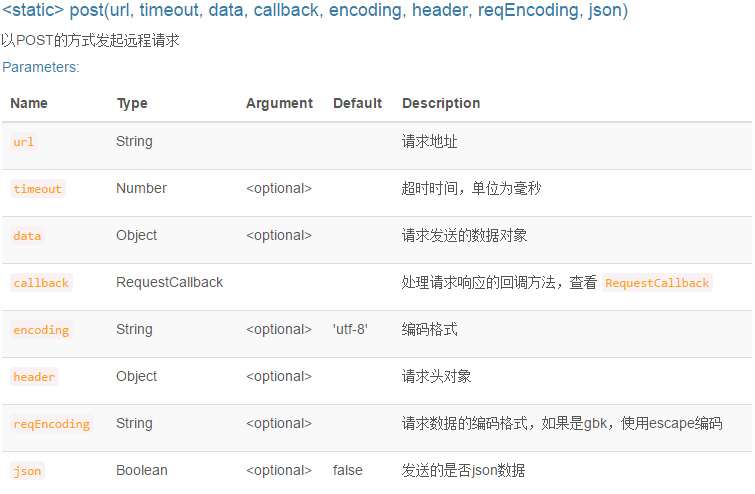 <static> post(url, timeout, data, callback, encoding, header, reqEncoding, json)
以POST的方式发起远程请求
Parameters:
Name Type Argument Default Description
url String 请求地址
timeout Number <optional> 超时时间，单位为毫秒
data Object <optional> 请求发送的数据对象
callback RequestCallback 处理请求响应的回调方法，查看 RequestCallback
encoding String <optional> 'utf-8' 编码格式
header Object <optional> 请求头对象
reqEncoding String <optional> 请求数据的编码格式，如果是gbk，使用escape编码
json Boolean <optional> false 发送的是否json数据